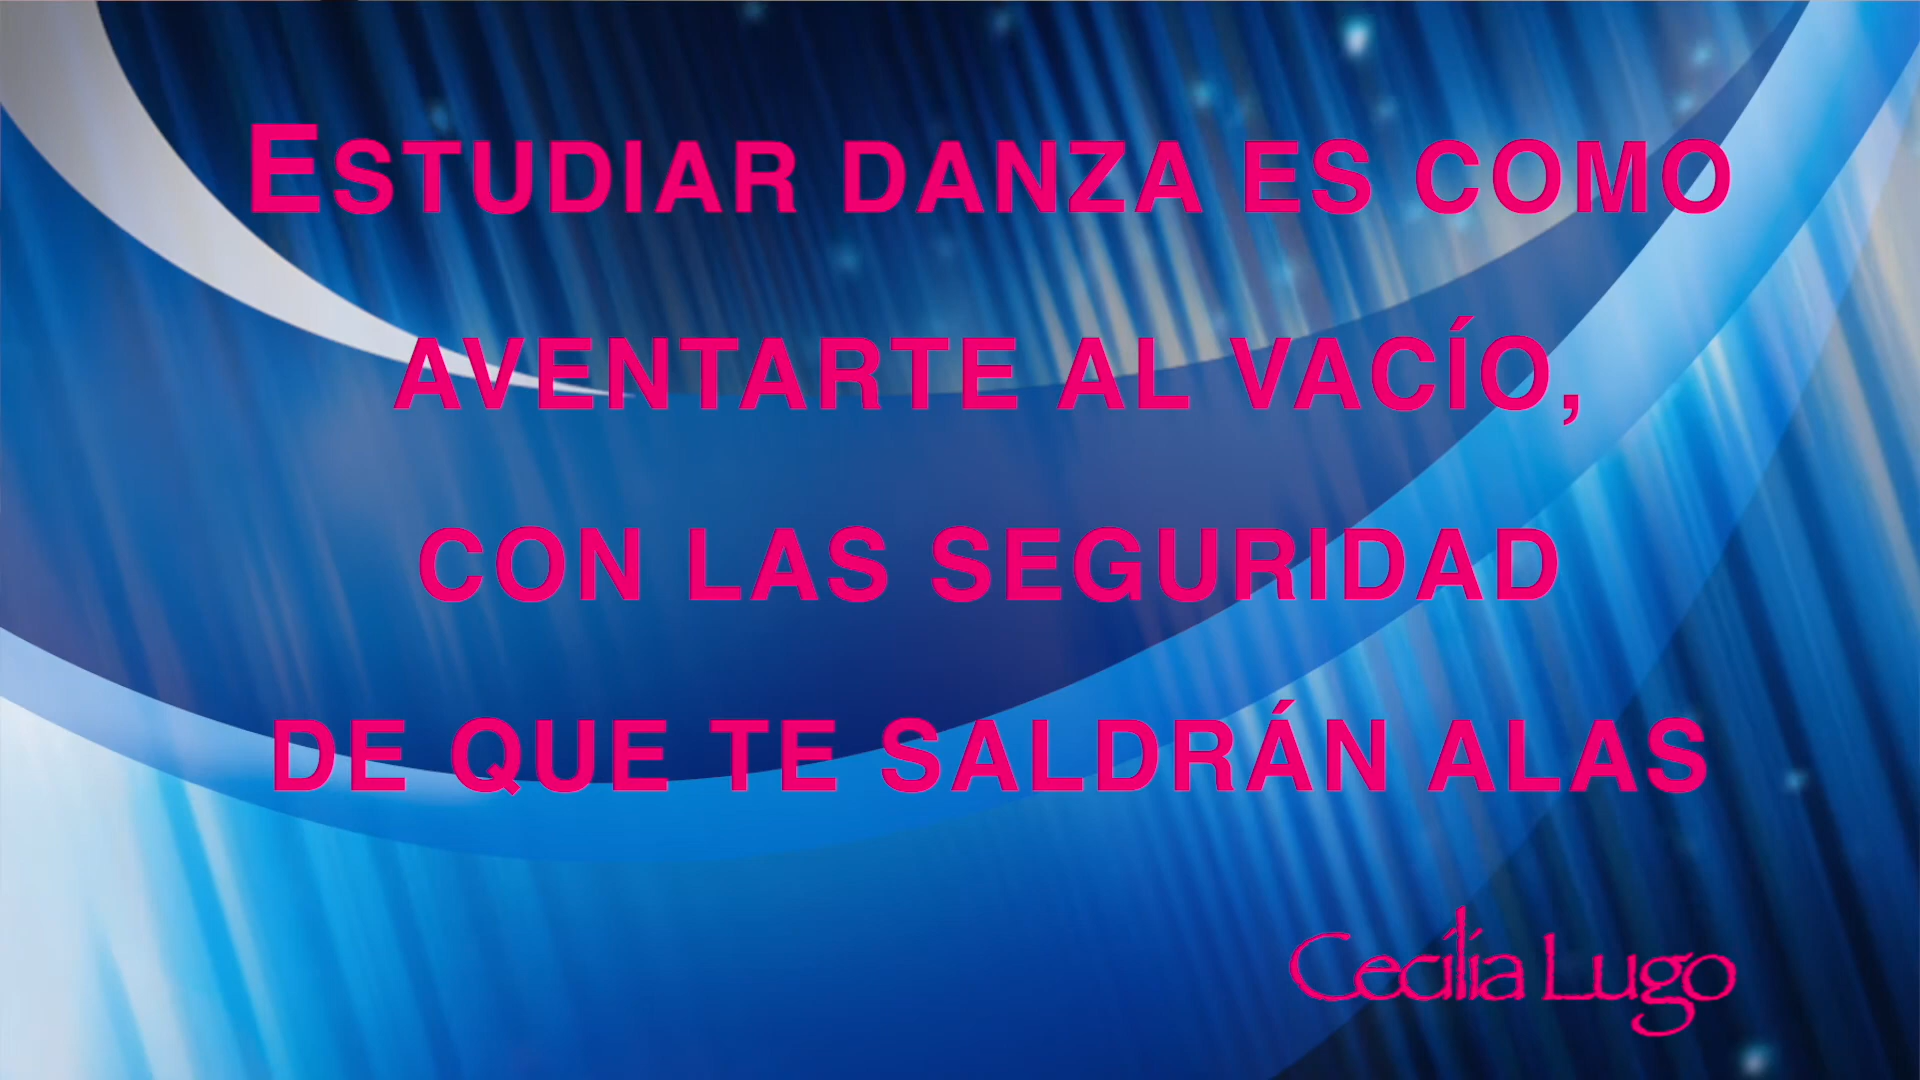 ESTUDIAR DANZA ES COMO
AVENTARTE AL VACÍO,
CON LAS SEGURIDAD
DE QUE TE SALDRÁN ALAS
Cecilia Lugo